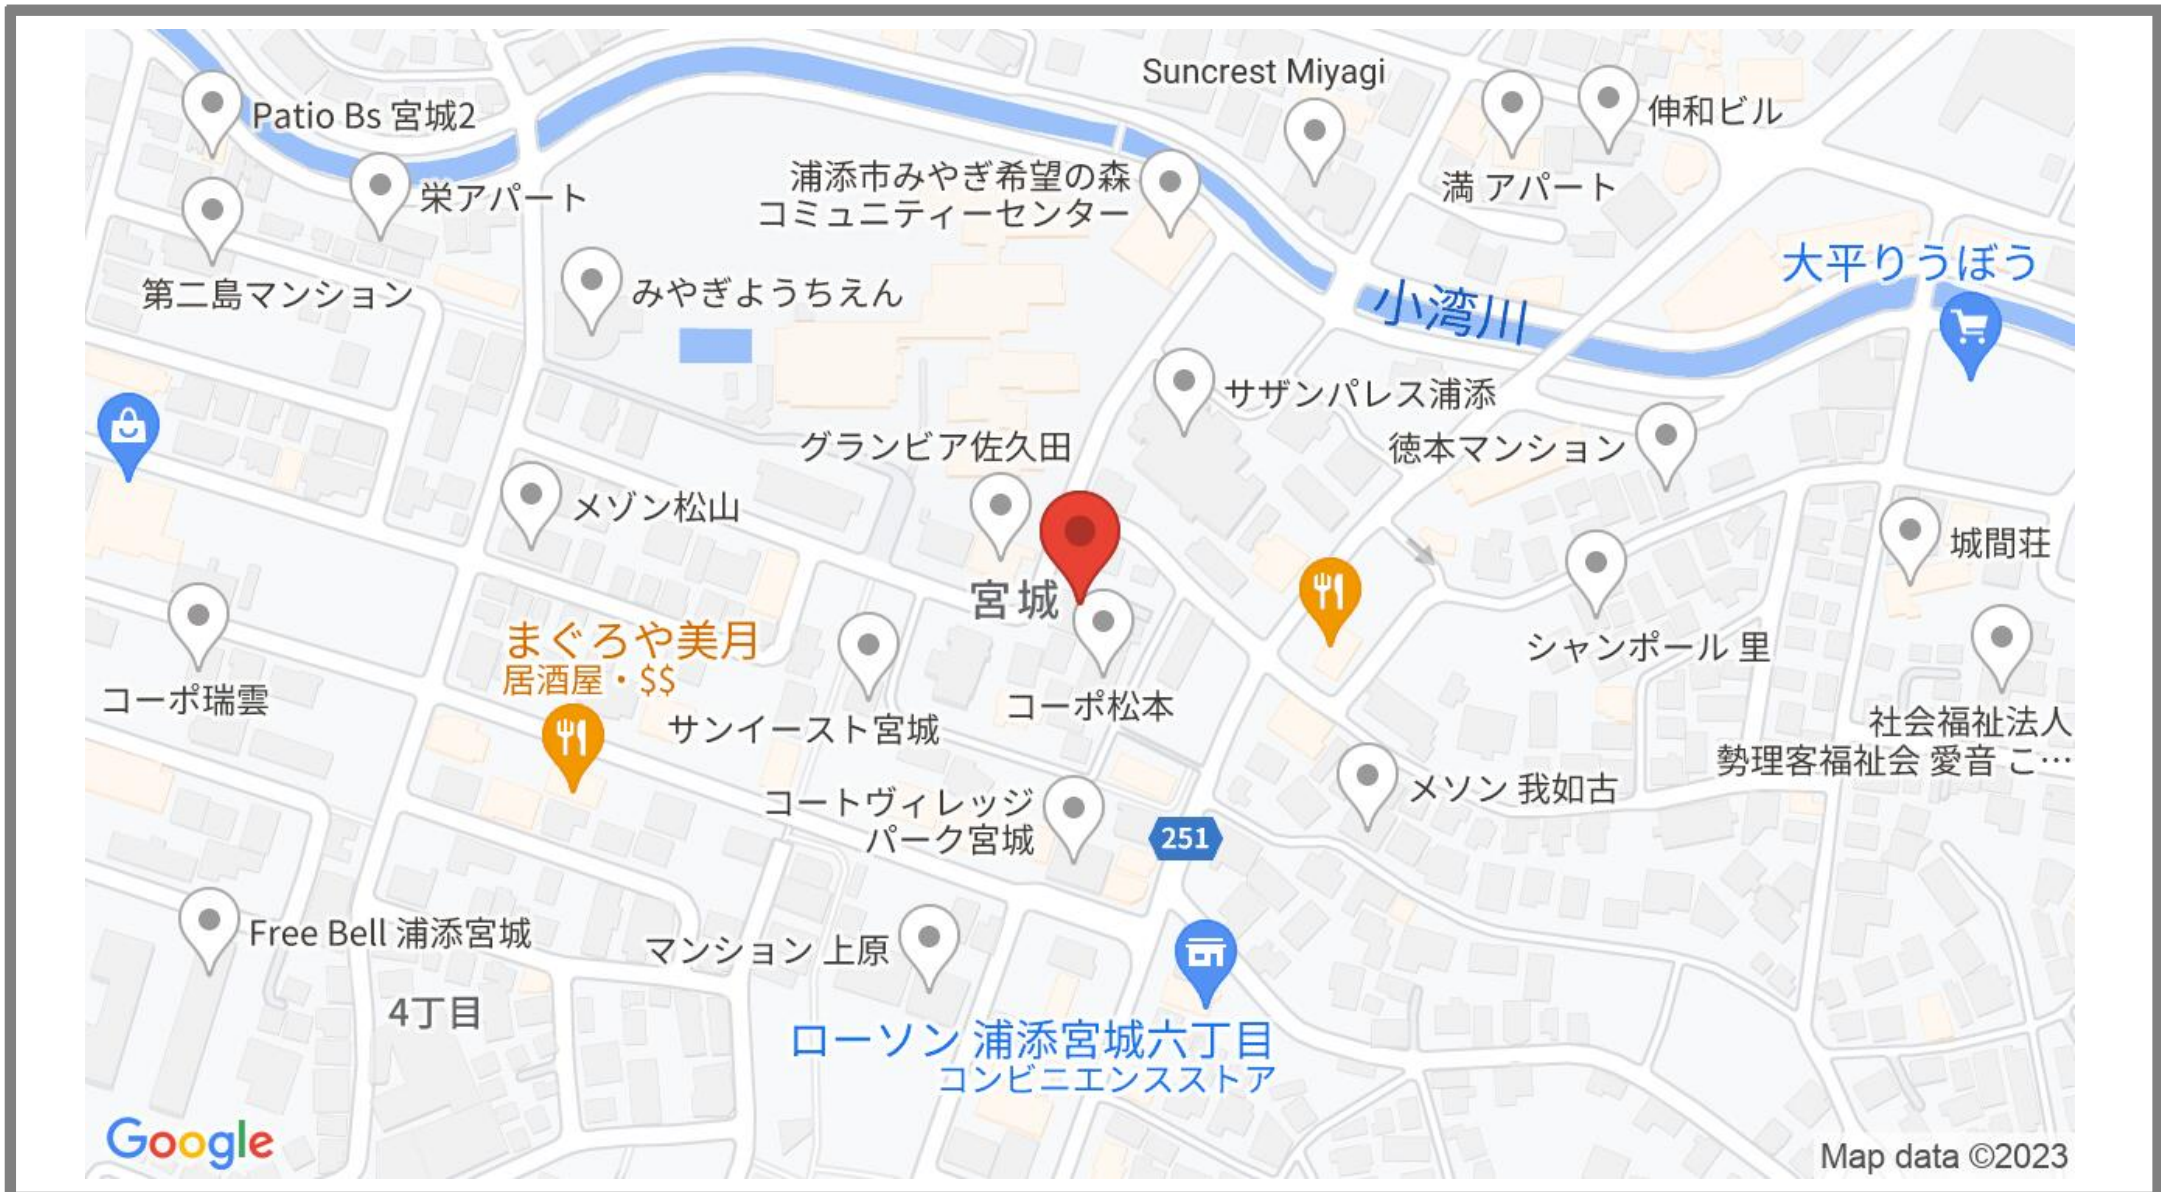 Suncrest Miyagi
Patio Bs 宮城2
伸和ビル
浦添市みやぎ希望の森
コミュニティーセンター
満 アパート
栄アパート
大平りうぼう
第二島マンション
みやぎようちえん
小湾川
サザンパレス浦添
グランビア佐久田
徳本マンション
メゾン松山
城間荘
宮城
まぐろや美月
居酒屋・$$
シャンポール 里
コーポ瑞雲
サンイースト宮城
コーポ松本
社会福祉法人
勢理客福祉会 愛音 こ…
メソン 我如古
コートヴィレッジ
パーク宮城
251
Free Bell 浦添宮城
マンション 上原
4丁目
ローソン 浦添宮城六丁目
コンビニエンスストア
Google
Map data ©2023